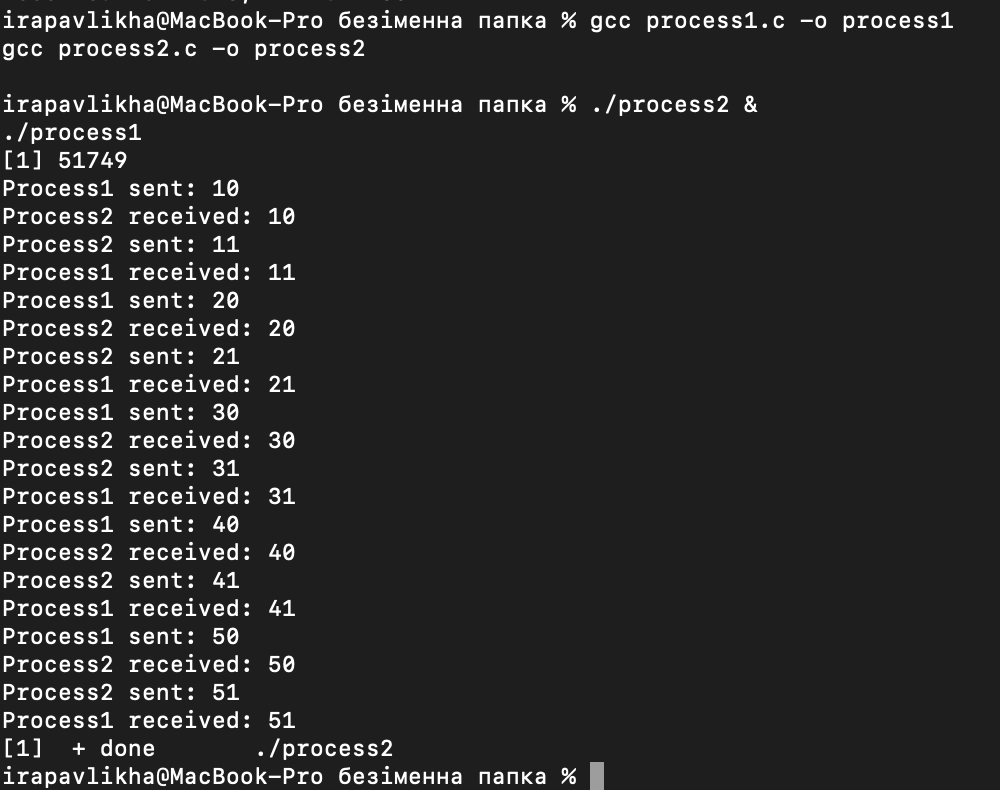 irapavlikha@MacBook-Pro безіменна папка % gcc process1.c -o process1
gcc process2.c -o process2
irapavlikha@MacBook-Pro безіменна папка % ./process2 &
./process1
[1] 51749
Process1 sent: 10
Process2 received: 10
Process2 sent: 11
Process1 received: 11
Process1 sent: 20
Process2 received: 20
Process2 sent: 21
Process1 received: 21
Process1 sent: 30
Process2 received: 30
Process2 sent: 31
Process1 received: 31
Process1 sent: 40
Process2 received: 40
Process2 sent: 41
Process1 received: 41
Process1 sent: 50
Process2 received: 50
Process2 sent: 51
Process1 received: 51
[1]  + done       ./process2
irapavlikha@MacBook-Pro безіменна папка %